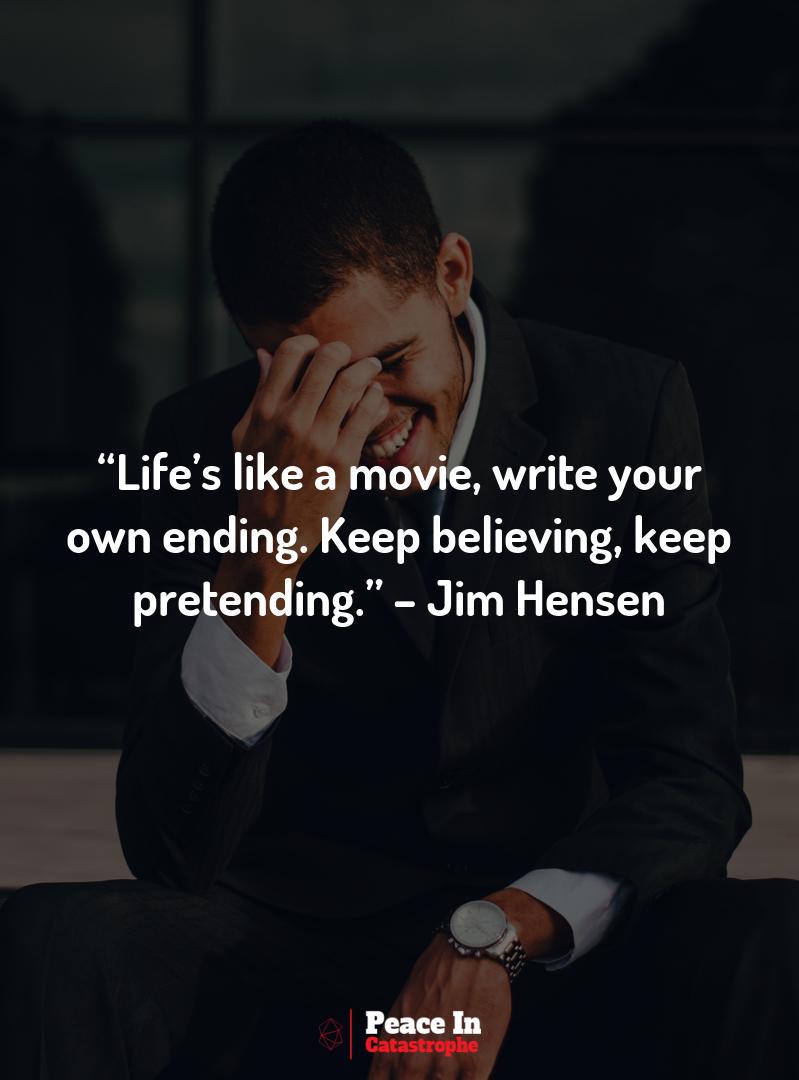 “Life’s like a movie, write your
own ending. Keep believing, keep
pretending.” – Jim Hensen
Peace In
Catastrophe